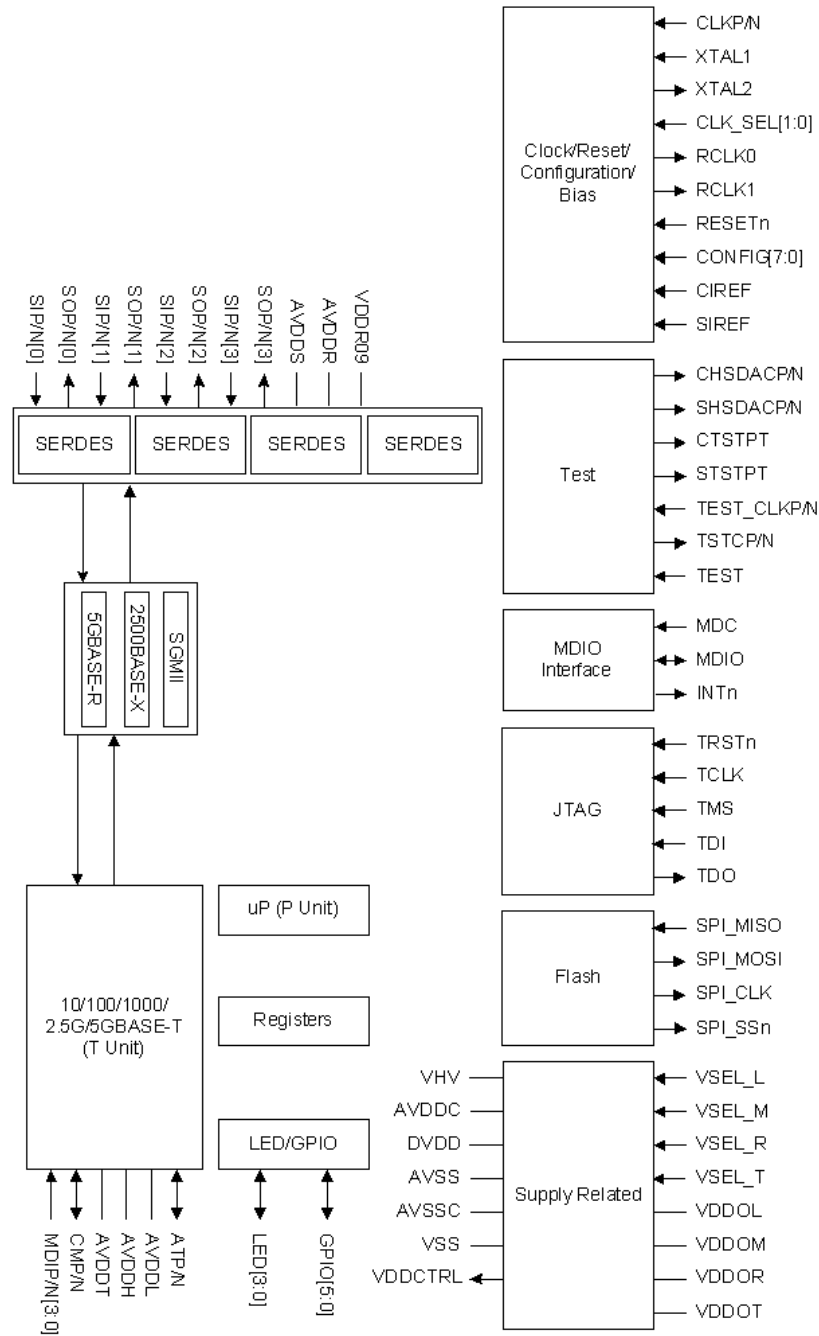 CLKP/N
XTAL1
XTAL2
CLK_SEL[1:0]
RCLK0
RCLK1
RESETn
CONFIG[7:0]
CIREF
SIREF
Clock/Reset/
Configuration/
Bias
SIP/N[0]
SOP/N[0]
SIP/N[1]
SOP/N[1]
SIP/N[2]
SOP/N[2]
SIP/N[3]
SOP/N[3]
AVDDS
AVDDR
VDDR09
SERDES
SERDES
SERDES
SERDES
CHSDACP/N
SHSDACP/N
CTSTPT
STSTPT
TEST_CLKP/N
TSTCP/N
TEST
Test
5GBASE-R
2500BASE-X
SGMII
MDIO
Interface
MDC
MDIO
INTn
JTAG
TRSTn
TCLK
TMS
TDI
TDO
10/100/1000/
2.5G/5GBASE-T
(T Unit)
uP (P Unit)
Registers
LED/GPIO
Flash
SPI_MISO
SPI_MOSI
SPI_CLK
SPI_SSn
MDIP/N[3:0]
CMP/N
AVDDT
AVDDH
AVDDL
ATP/N
LED[3:0]
GPIO[5:0]
VHV
AVDDC
DVDD
AVSS
AVSSC
VSS
VDDCTRL
Supply Related
VSEL_L
VSEL_M
VSEL_R
VSEL_T
VDDOL
VDDOM
VDDOR
VDDOT